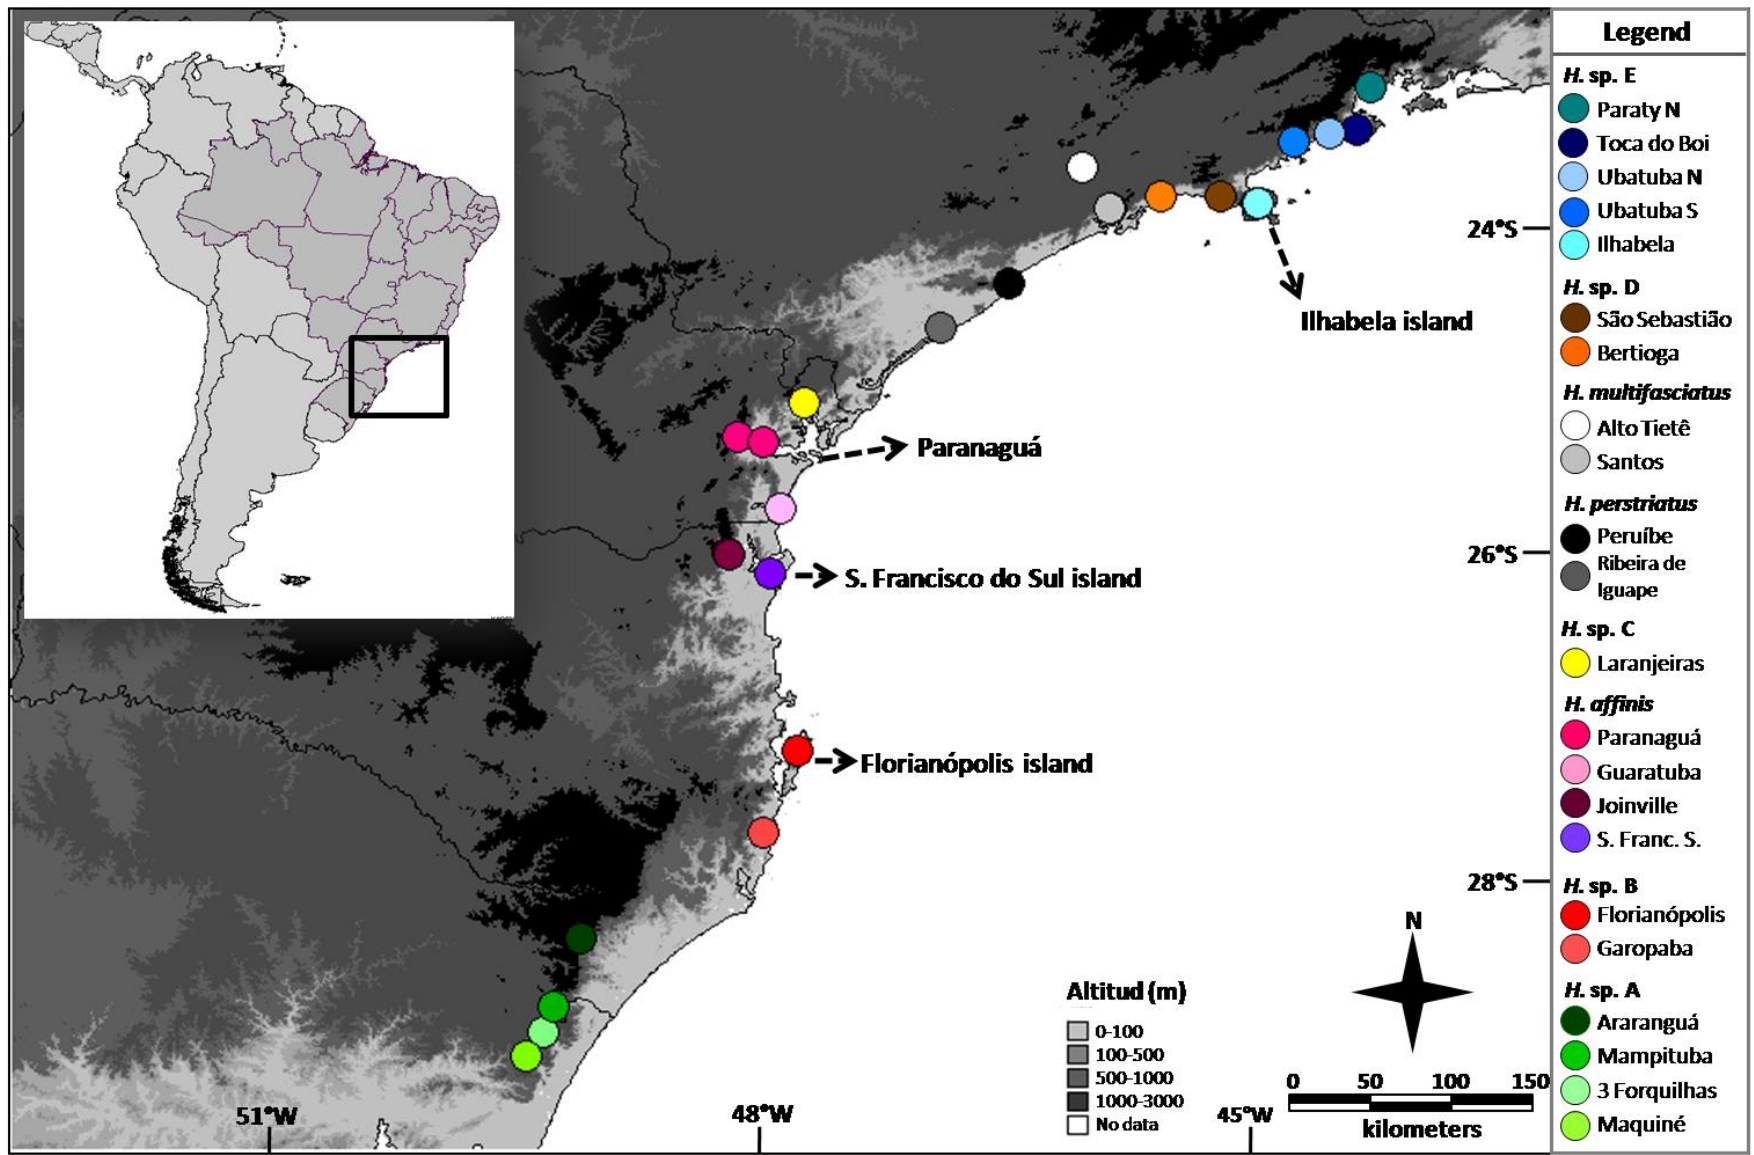 Legend
H. sp. E
Paraty N
Toca do Boi
Ubatuba N
Ubatuba S
Ilhabela
H. sp. D
São Sebastião
Bertioga
H. multifasciatus
Alto Tietê
Santos
H. perstriatus
Peruíbe
Ribeira de
Iguape
H. sp. C
Laranjeiras
H. affinis
Paranaguá
Guaratuba
Joinville
S. Franc. S.
H. sp. B
Florianópolis
Garopaba
H. sp. A
Araranguá
Mampituba
3 Forquilhas
Maquiné
24°S
Ilhabela island
Paranaguá
26°S
S. Francisco do Sul island
Florianópolis island
28°S
N
Altitud (m)
0-100
100-500
500-1000
1000-3000
No data
0 50 100 150
kilometers
51°W
48°W
45°W